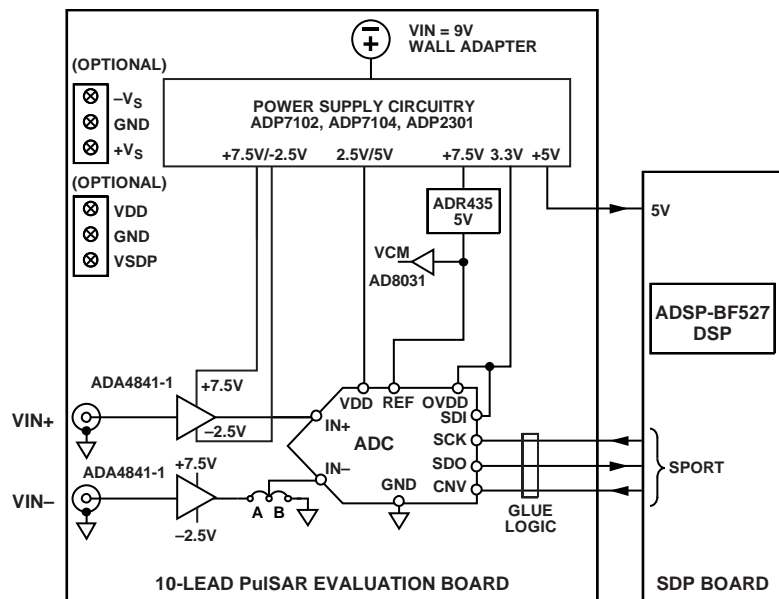 VIN = 9V
WALL ADAPTER
(OPTIONAL)
–VS
GND
+VS
POWER SUPPLY CIRCUITRY
ADP7102, ADP7104, ADP2301
+7.5V/-2.5V 2.5V/5V +7.5V 3.3V +5V
(OPTIONAL)
VDD
GND
VSDP
ADR435
5V
5V
VCM
AD8031
ADSP-BF527
DSP
ADA4841-1
+7.5V
–2.5V
VIN+
VDD REF OVDD
SDI
IN+
ADC
SCK
SDO
CNV
IN–
GND
SPORT
GLUE
LOGIC
ADA4841-1
+7.5V
–2.5V
VIN–
A B
10-LEAD PulSAR EVALUATION BOARD
SDP BOARD